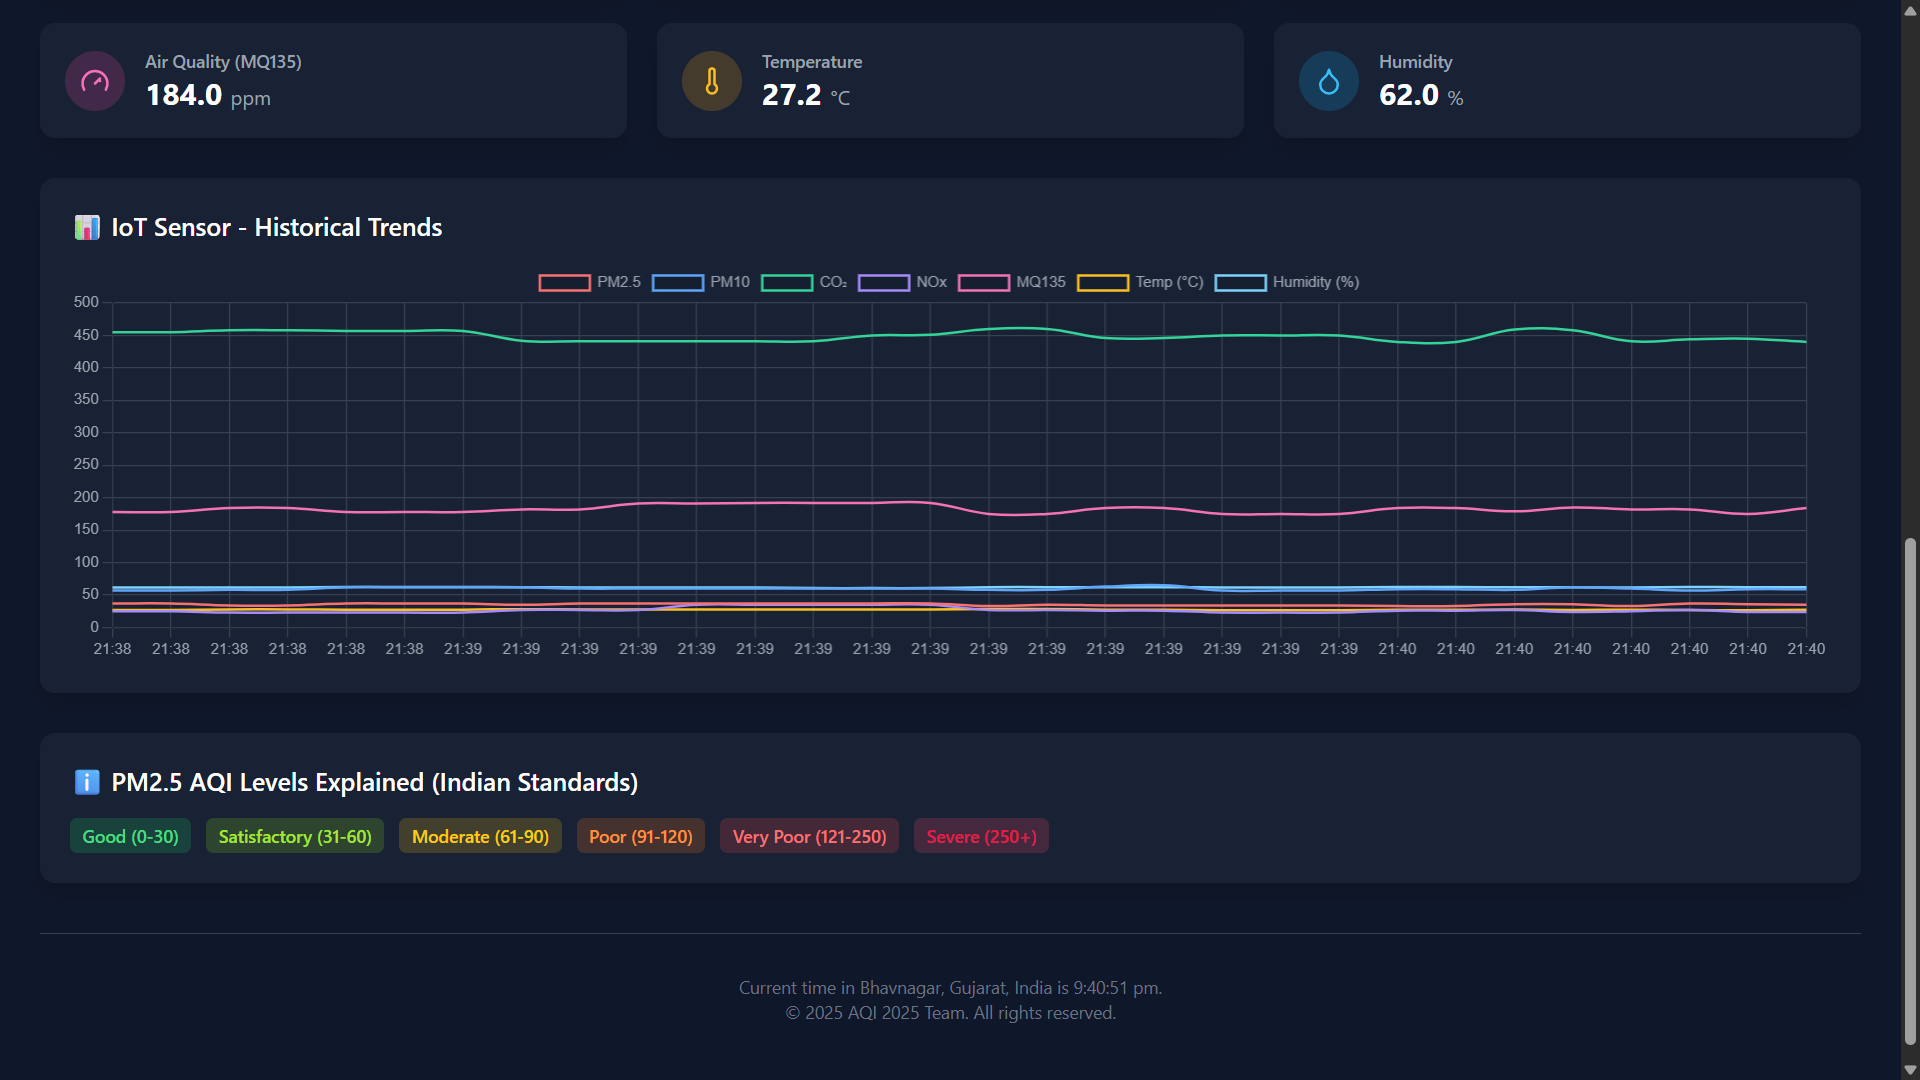 Air Quality (MQ135)
184.0 ppm
Temperature
27.2 °C
Humidity
62.0 %
IoT Sensor - Historical Trends
PM2.5 PM10 CO₂ NOx MQ135 Temp (°C) Humidity (%)
500
450
400
350
300
250
200
150
100
50
0
21:38 21:38 21:38 21:38 21:38 21:38 21:39 21:39 21:39 21:39 21:39 21:39 21:39 21:39 21:39 21:39 21:39 21:39 21:39 21:39 21:39 21:39 21:40 21:40 21:40 21:40 21:40 21:40 21:40 21:40
PM2.5 AQI Levels Explained (Indian Standards)
Good (0-30) Satisfactory (31-60) Moderate (61-90) Poor (91-120) Very Poor (121-250) Severe (250+)
Current time in Bhavnagar, Gujarat, India is 9:40:51 pm.
© 2025 AQI 2025 Team. All rights reserved.